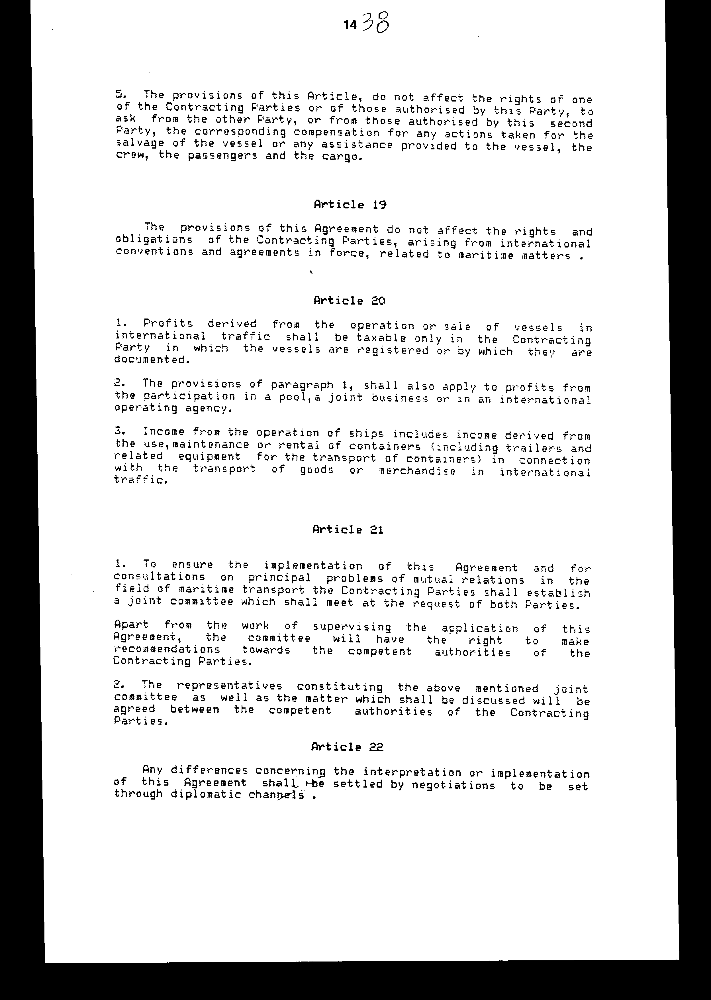 14 38
5. The provisions of this Article, do not affect the rights of one
of the Contracting Parties or of those authorised by this Party, to
ask from the other Party, or from those authorised by this second
Party, the corresponding compensation for any actions taken for the
salvage of the vessel or any assistance provided to the vessel, the
crew, the passengers and the cargo.
Article 19
The provisions of this Agreement do not affect the rights and
obligations of the Contracting Parties, arising from international
conventions and agreements in force, related to maritime matters .
Article 20
1. Profits derived from the operation or sale of vessels in
international traffic shall be taxable only in the Contracting
Party in which the vessels are registered or by which they are
documented.
2. The provisions of paragraph 1, shall also apply to profits from
the participation in a pool,a joint business or in an international
operating agency.
3. Income from the operation of ships includes income derived from
the use,maintenance or rental of containers (including trailers and
related equipment for the transport of containers) in connection
with the transport of goods or merchandise in international
traffic.
Article 21
1. To ensure the implementation of this Agreement and for
consultations on principal problems of mutual relations in the
field of maritime transport the Contracting Parties shall establish
a joint committee which shall meet at the request of both Parties.
Apart from the work of supervising the application of this
Agreement, the committee will have the right to make
recommendations towards the competent authorities of the
Contracting Parties.
2. The representatives constituting the above mentioned joint
committee as well as the matter which shall be discussed will be
agreed between the competent authorities of the Contracting
Parties.
Article 22
Any differences concerning the interpretation or implementation
of this Agreement shall be settled by negotiations to be set
through diplomatic channels .